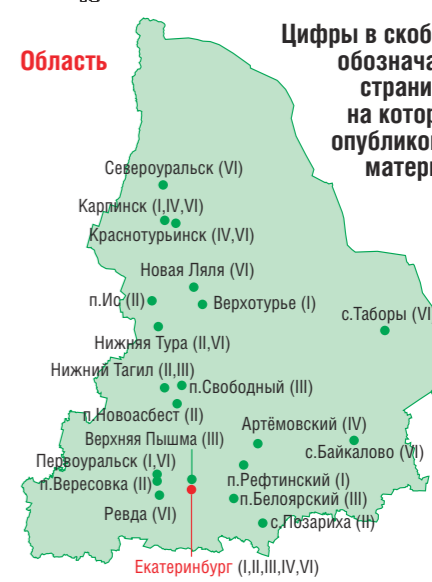 Область
Цифры в скоб
обознача
страни
на котор
опубликов
матери
Североуральск (VI)
Карпинск (I,IV,VI)
Краснотурьинск (IV,VI)
Новая Ляля (VI)
п.Ис (II)
Верхотурье (I)
с.Таборы (VI
Нижняя Тура (II,VI)
Нижний Тагил (II,III)
п.Свободный (III)
п.Новоасбест (II)
Верхняя Пышма (III)
Артёмовский (IV)
с.Байкалово (VI)
Первоуральск (I,VI)
п.Вересовка (II)
п.Рефтинский (I)
п.Белоярский (III)
Ревда (VI)
с.Позариха (II)
Екатеринбург (I,II,III,IV,VI)